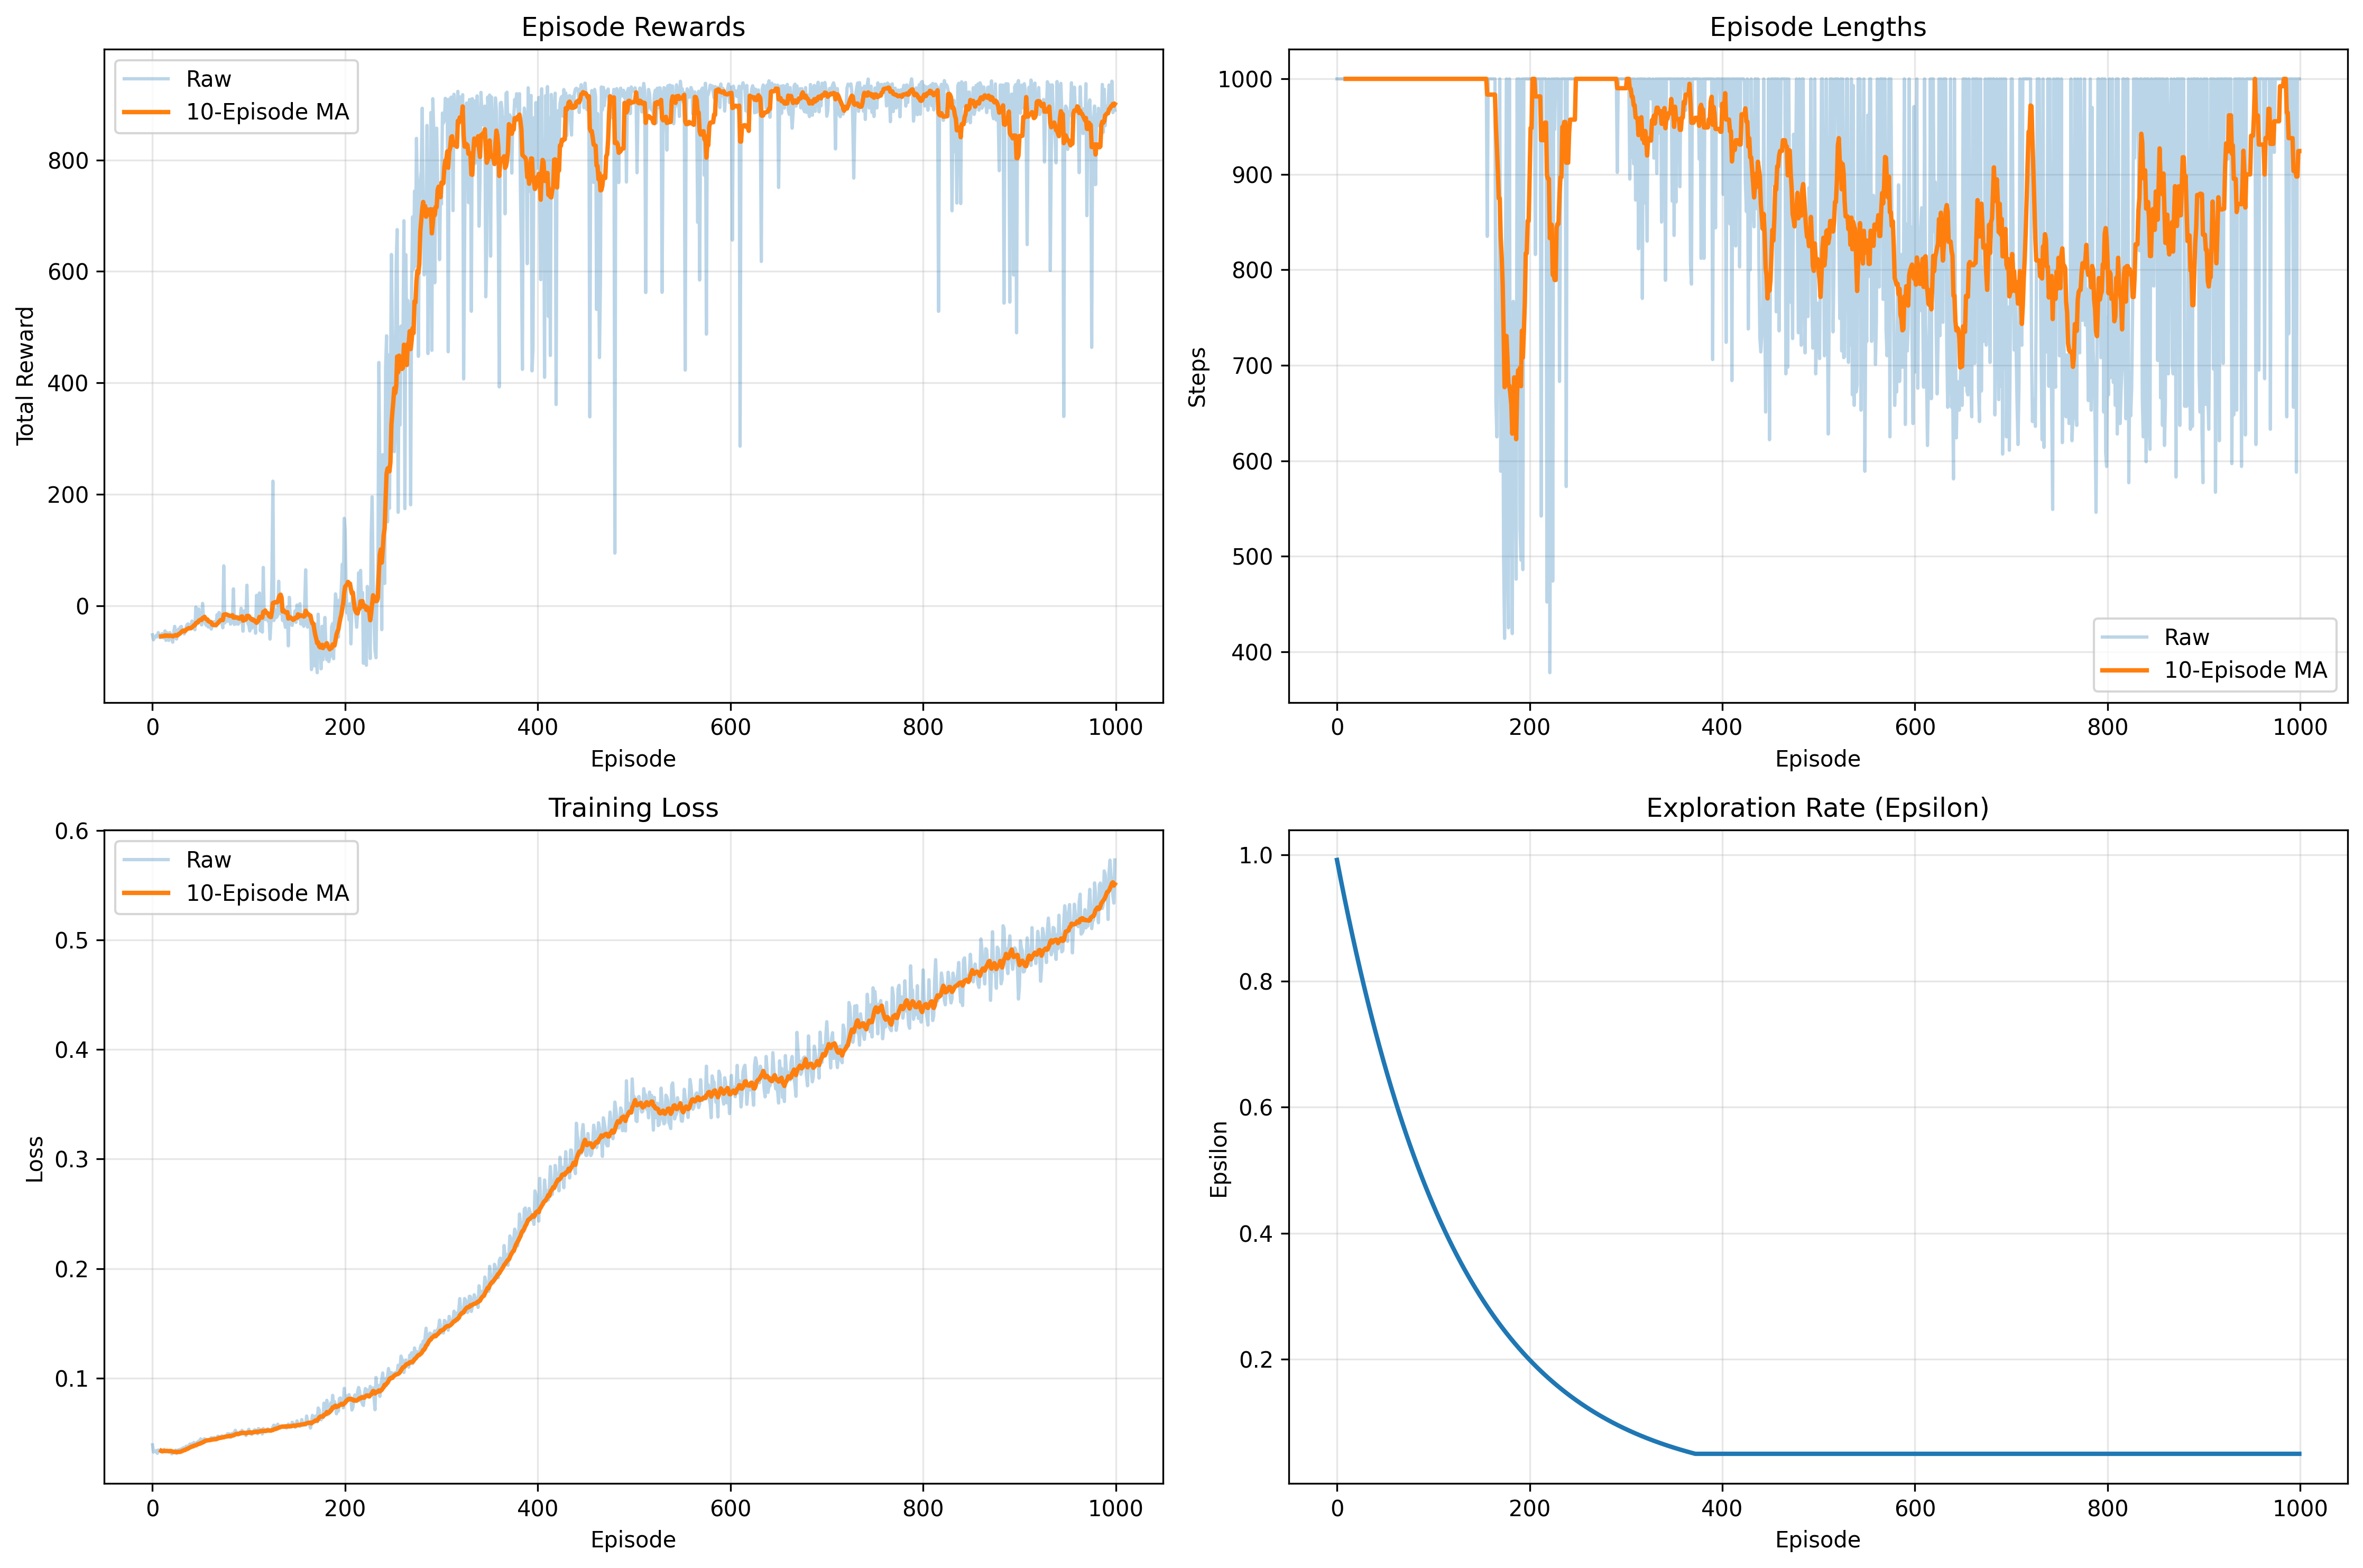 Episode Rewards
Raw
10-Episode MA
800
600
400
200
0
Total Reward
0
200
400
600
800
1000
Episode
Episode Lengths
1000
900
800
700
600
500
400
Steps
Raw
10-Episode MA
0
200
400
600
800
1000
Episode
Training Loss
Raw
10-Episode MA
0.6
0.5
0.4
0.3
0.2
0.1
Loss
0
200
400
600
800
1000
Episode
Exploration Rate (Epsilon)
1.0
0.8
0.6
0.4
0.2
Epsilon
0
200
400
600
800
1000
Episode